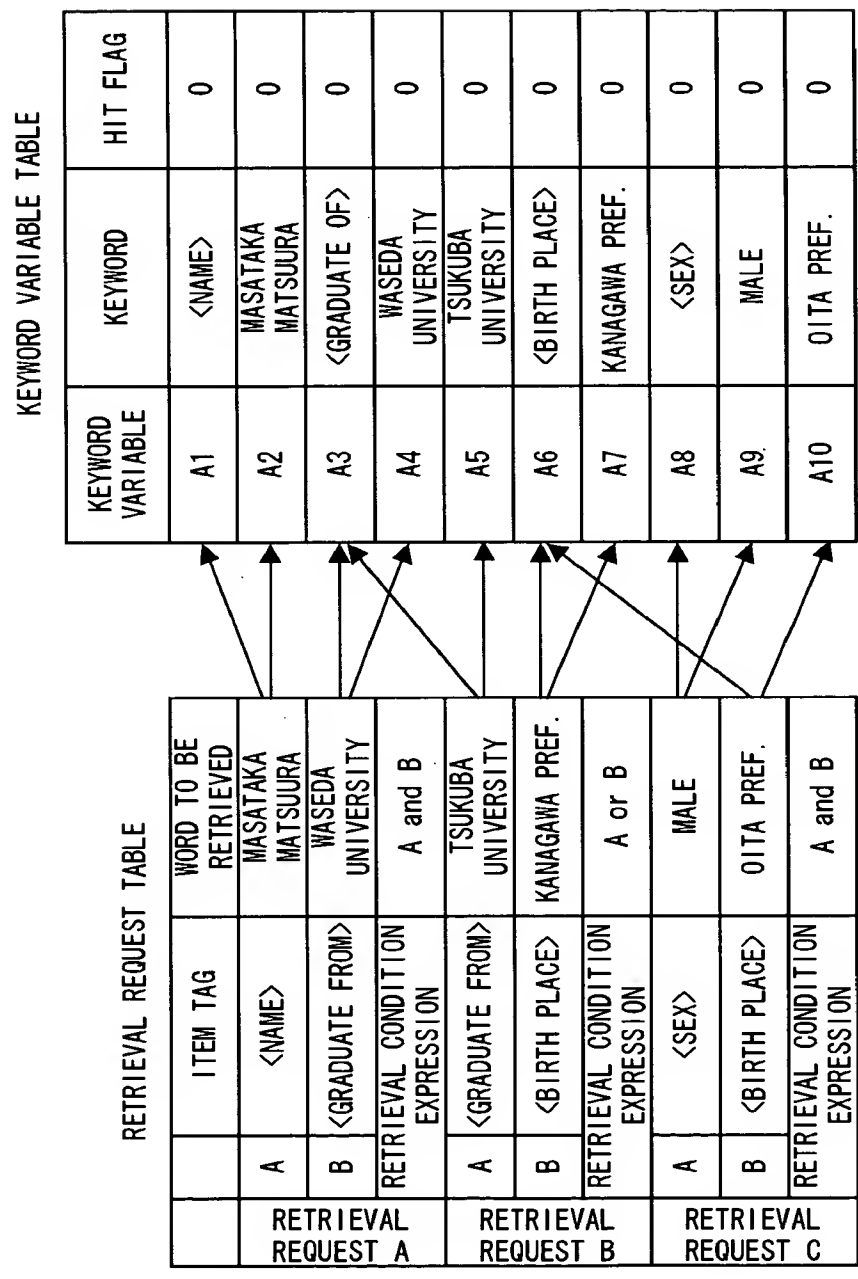 RETRIEVAL REQUEST TABLE
ITEM TAG
WORD TO BE
RETRIEVED
RETRIEVAL
REQUEST A
A
<NAME>
MASATAKA
MATSUURA
B
<GRADUATE FROM>
WASEDA
UNIVERSITY
RETRIEVAL CONDITION
EXPRESSION
A and B
RETRIEVAL
REQUEST B
A
<GRADUATE FROM>
TSUKUBA
UNIVERSITY
B
<BIRTH PLACE>
KANAGAWA PREF.
RETRIEVAL CONDITION
EXPRESSION
A or B
RETRIEVAL
REQUEST C
A
<SEX>
MALE
B
<BIRTH PLACE>
OITA PREF.
RETRIEVAL CONDITION
EXPRESSION
A and B
KEYWORD VARIABLE TABLE
KEYWORD
VARIABLE
KEYWORD
HIT FLAG
A1
<NAME>
0
A2
MASATAKA
MATSUURA
0
A3
<GRADUATE OF>
0
A4
WASEDA
UNIVERSITY
0
A5
TSUKUBA
UNIVERSITY
0
A6
<BIRTH PLACE>
0
A7
KANAGAWA PREF.
0
A8
<SEX>
0
A9
MALE
0
A10
OITA PREF.
0